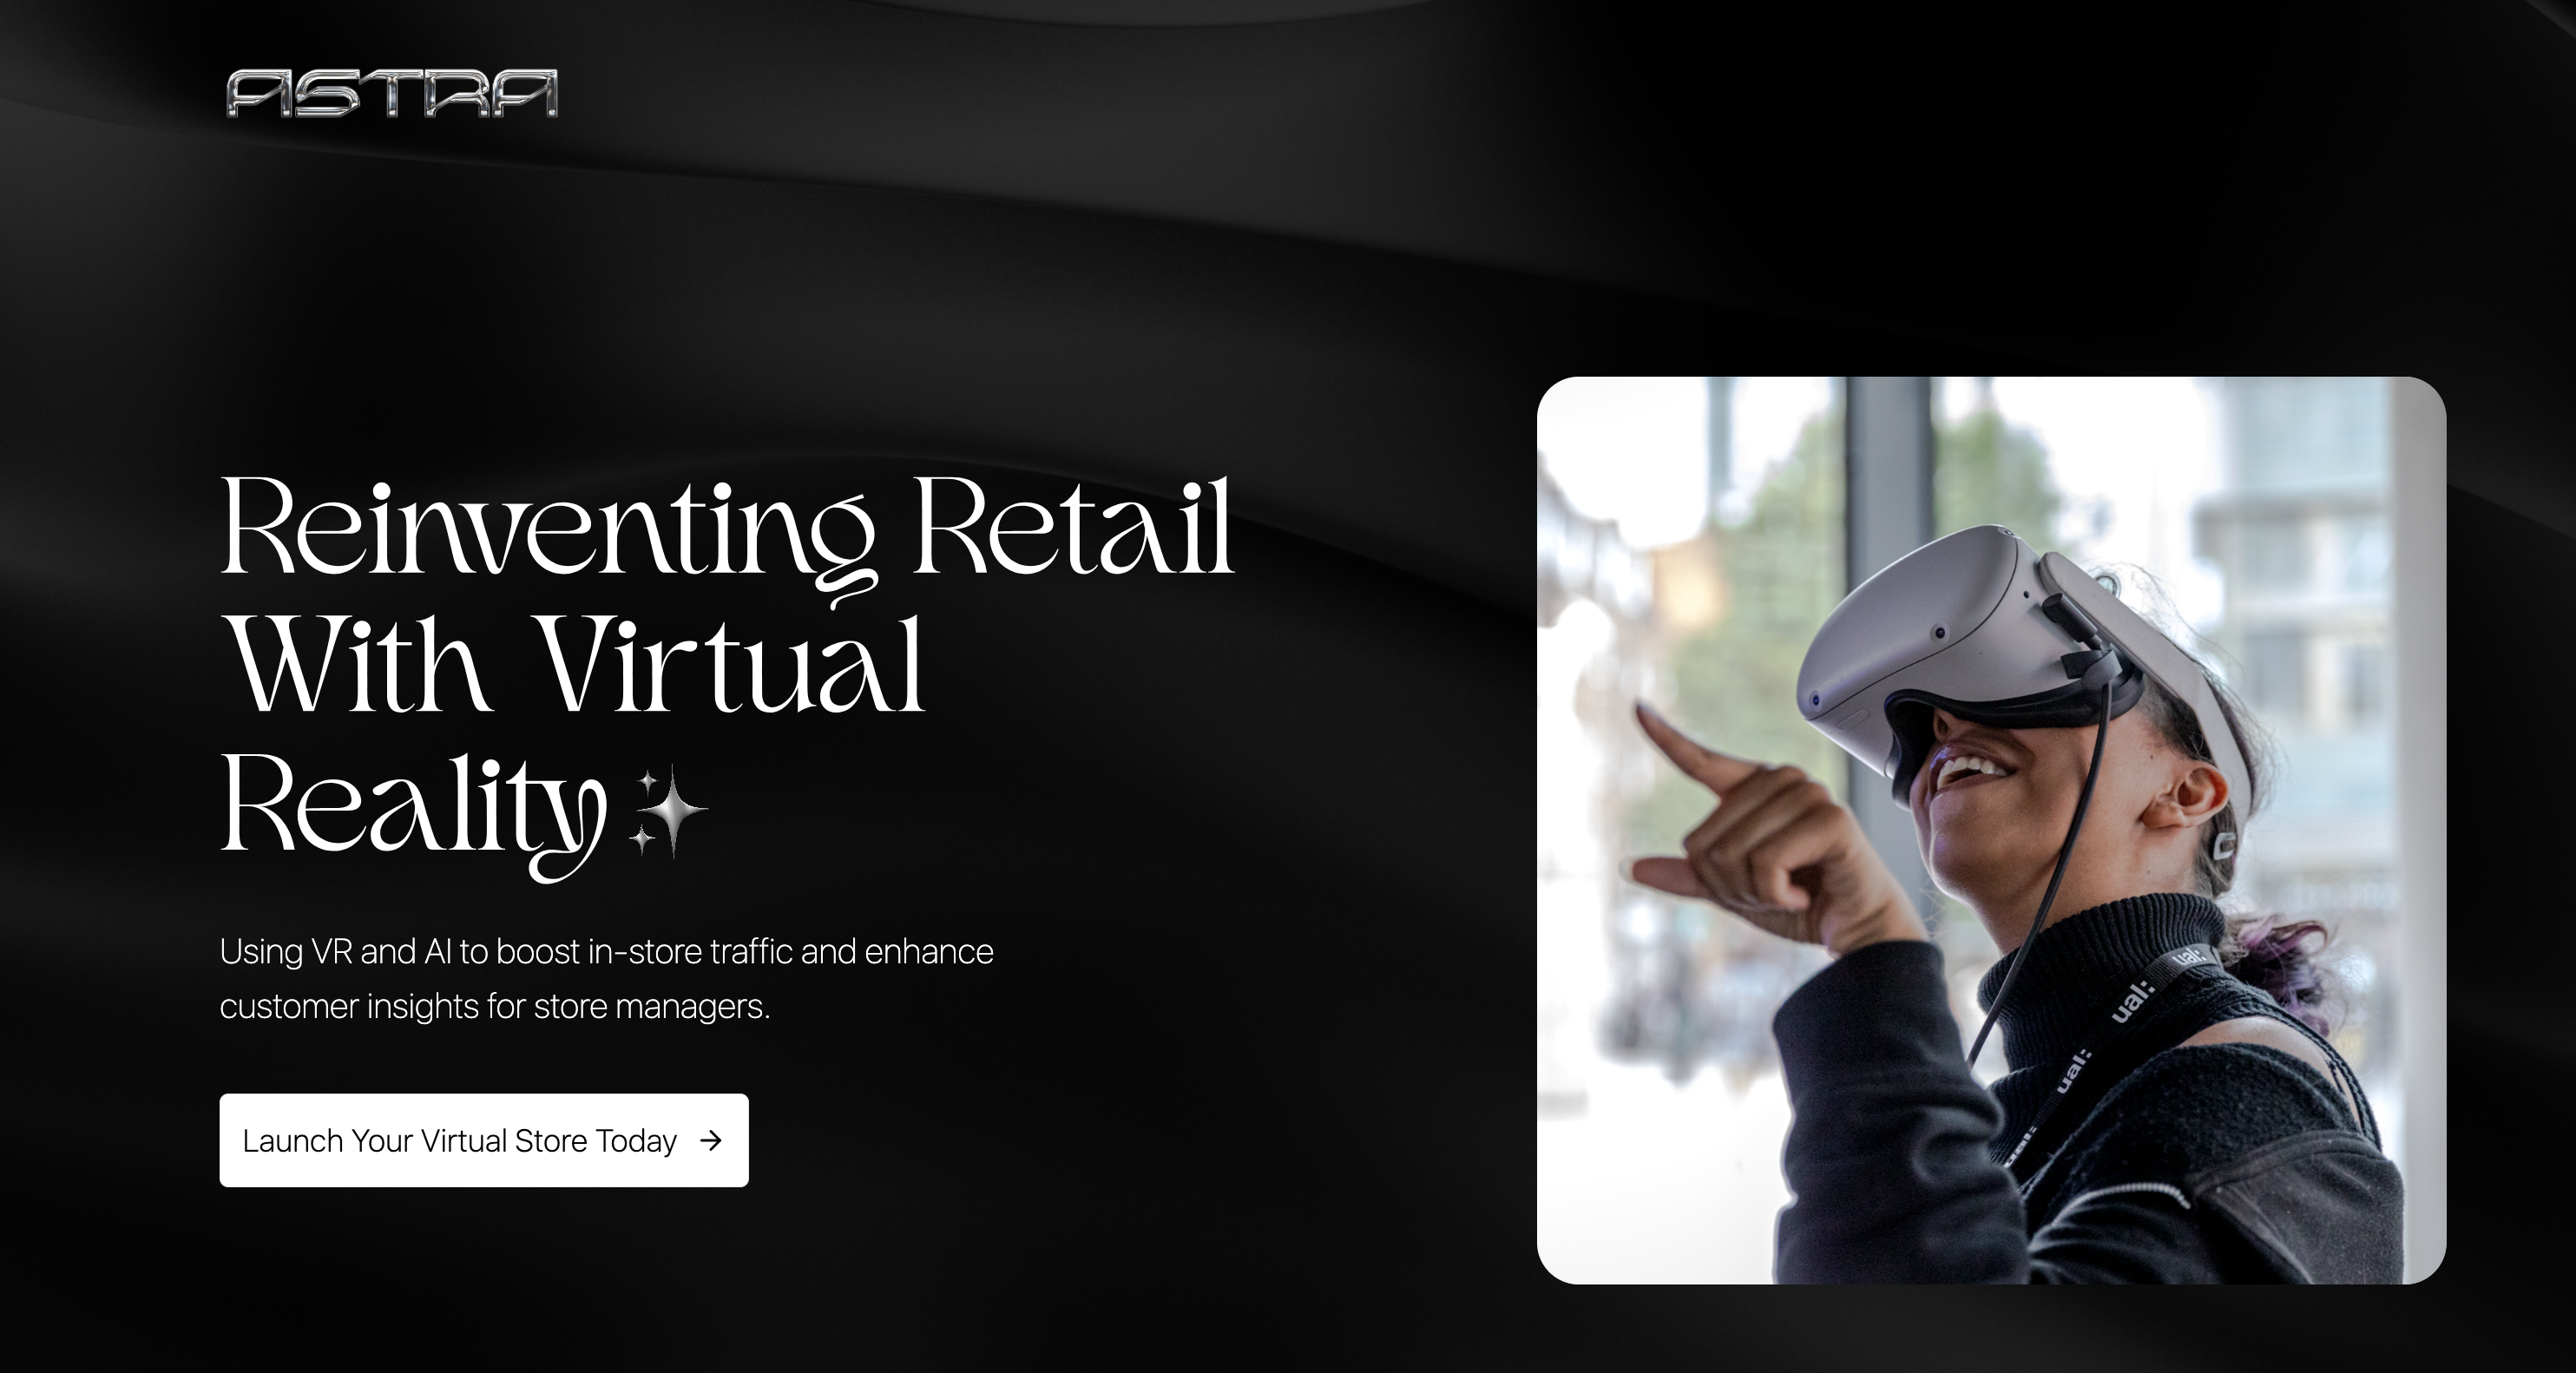 ASTRA
Reinventing Retail
With Virtual
Reality
Using VR and AI to boost in-store traffic and enhance
customer insights for store managers.
Launch Your Virtual Store Today →
ual:
ual:
ual:
ual: